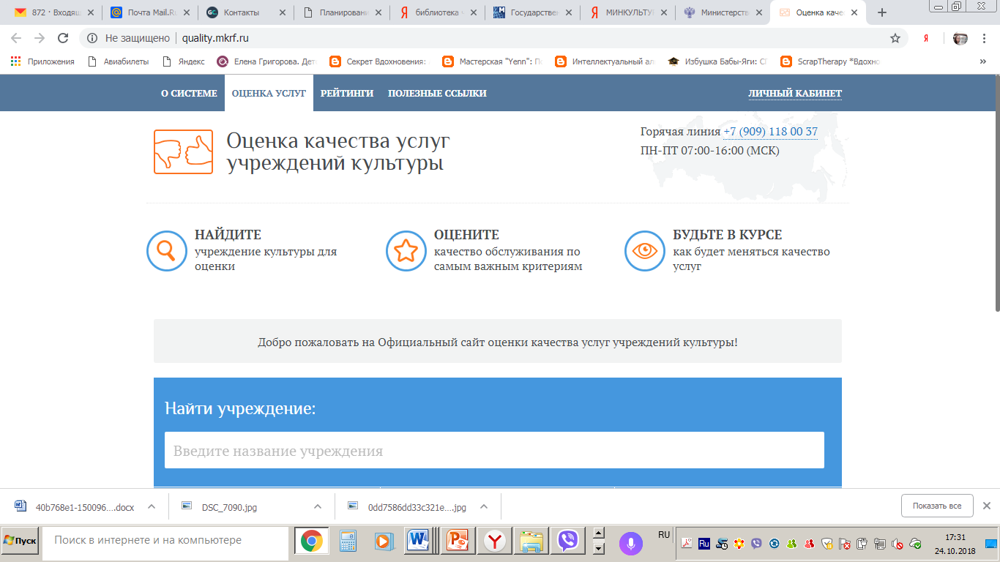 872 · Входящ
Почта Mail.Ru
Контакты
Планировани
библиотека ч
Государствен
МИНКУЛЬТУР
Министерств
Оценка качес
Не защищено
quality.mkrf.ru
Приложения
Авиабилеты
Яндекс
Елена Григорова. Дет
Секрет Вдохновения:
Мастерская "Yenn": П
Интеллектуальный ал
Избушка Бабы-Яги: СГ
ScrapTherapy *Вдохно
»
О СИСТЕМЕ
ОЦЕНКА УСЛУГ
РЕЙТИНГИ
ПОЛЕЗНЫЕ ССЫЛКИ
ЛИЧНЫЙ КАБИНЕТ
Оценка качества услуг
учреждений культуры
Горячая линия +7 (909) 118 00 37
ПН-ПТ 07:00-16:00 (МСК)
НАЙДИТЕ
учреждение культуры для
оценки
ОЦЕНИТЕ
качество обслуживания по
самым важным критериям
БУДЬТЕ В КУРСЕ
как будет меняться качество
услуг
Добро пожаловать на Официальный сайт оценки качества услуг учреждений культуры!
Найти учреждение:
Введите название учреждения
40b768e1-150096....docx
DSC_7090.jpg
0dd7586dd33c321e....jpg
Показать все
Пуск
Поиск в интернете и на компьютере
RU
Ru
17:31
24.10.2018